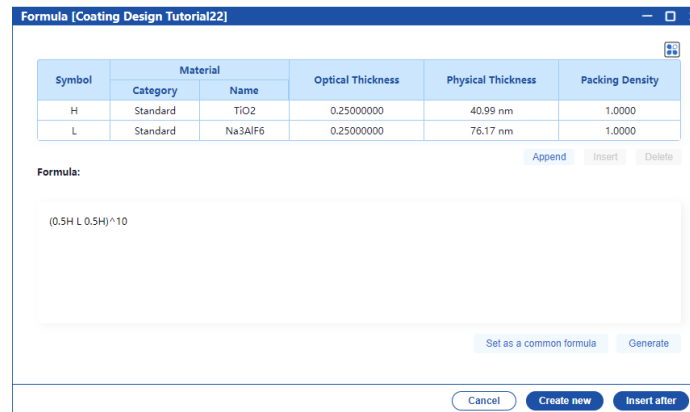 Formula [Coating Design Tutorial22]
Symbol Material Optical Thickness Physical Thickness Packing Density
Category Name
H Standard TiO2 0.25000000 40.99 nm 1.0000
L Standard Na3AlF6 0.25000000 76.17 nm 1.0000
Append Insert Delete
Formula:
(0.5H L 0.5H)^10
Set as a common formula Generate
Cancel Create new Insert after